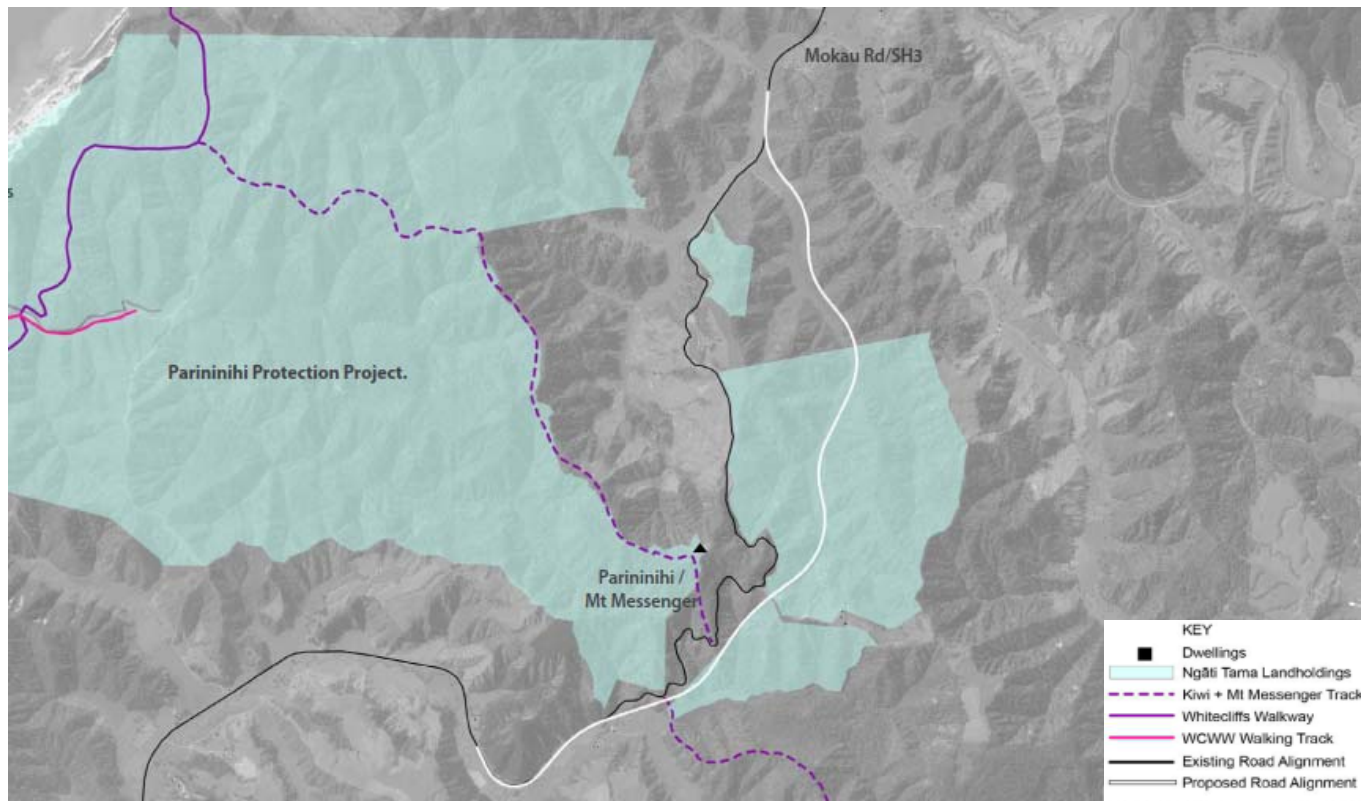 Mokau Rd/SH3
s
Parininihi Protection Project.
Parininihi /
Mt Messenger
KEY
Dwellings
Ngāti Tama Landholdings
Kiwi + Mt Messenger Track
Whitecliffs Walkway
WCWW Walking Track
Existing Road Alignment
Proposed Road Alignment